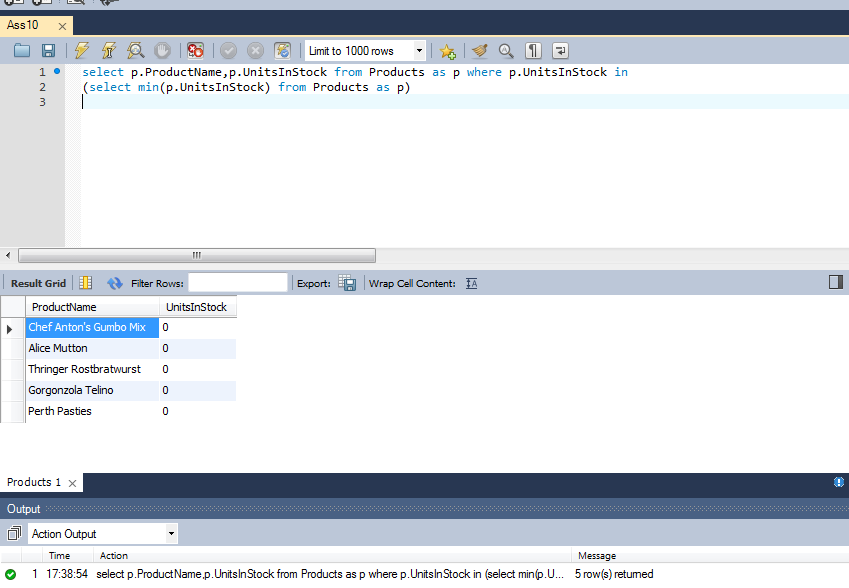 Ass10
Limit to 1000 rows
1 select p.ProductName,p.UnitsInStock from Products as p where p.UnitsInStock in
2 (select min(p.UnitsInStock) from Products as p)
3
Result Grid Filter Rows: Export: Wrap Cell Content:
ProductName UnitsInStock
Chef Anton's Gumbo Mix 0
Alice Mutton 0
Thringer Rostbratwurst 0
Gorgonzola Telino 0
Perth Pasties 0
Products 1
Output
Action Output
Time Action Message
1 17:38:54 select p.ProductName,p.UnitsInStock from Products as p where p.UnitsInStock in (select min(p.U... 5 row(s) returned